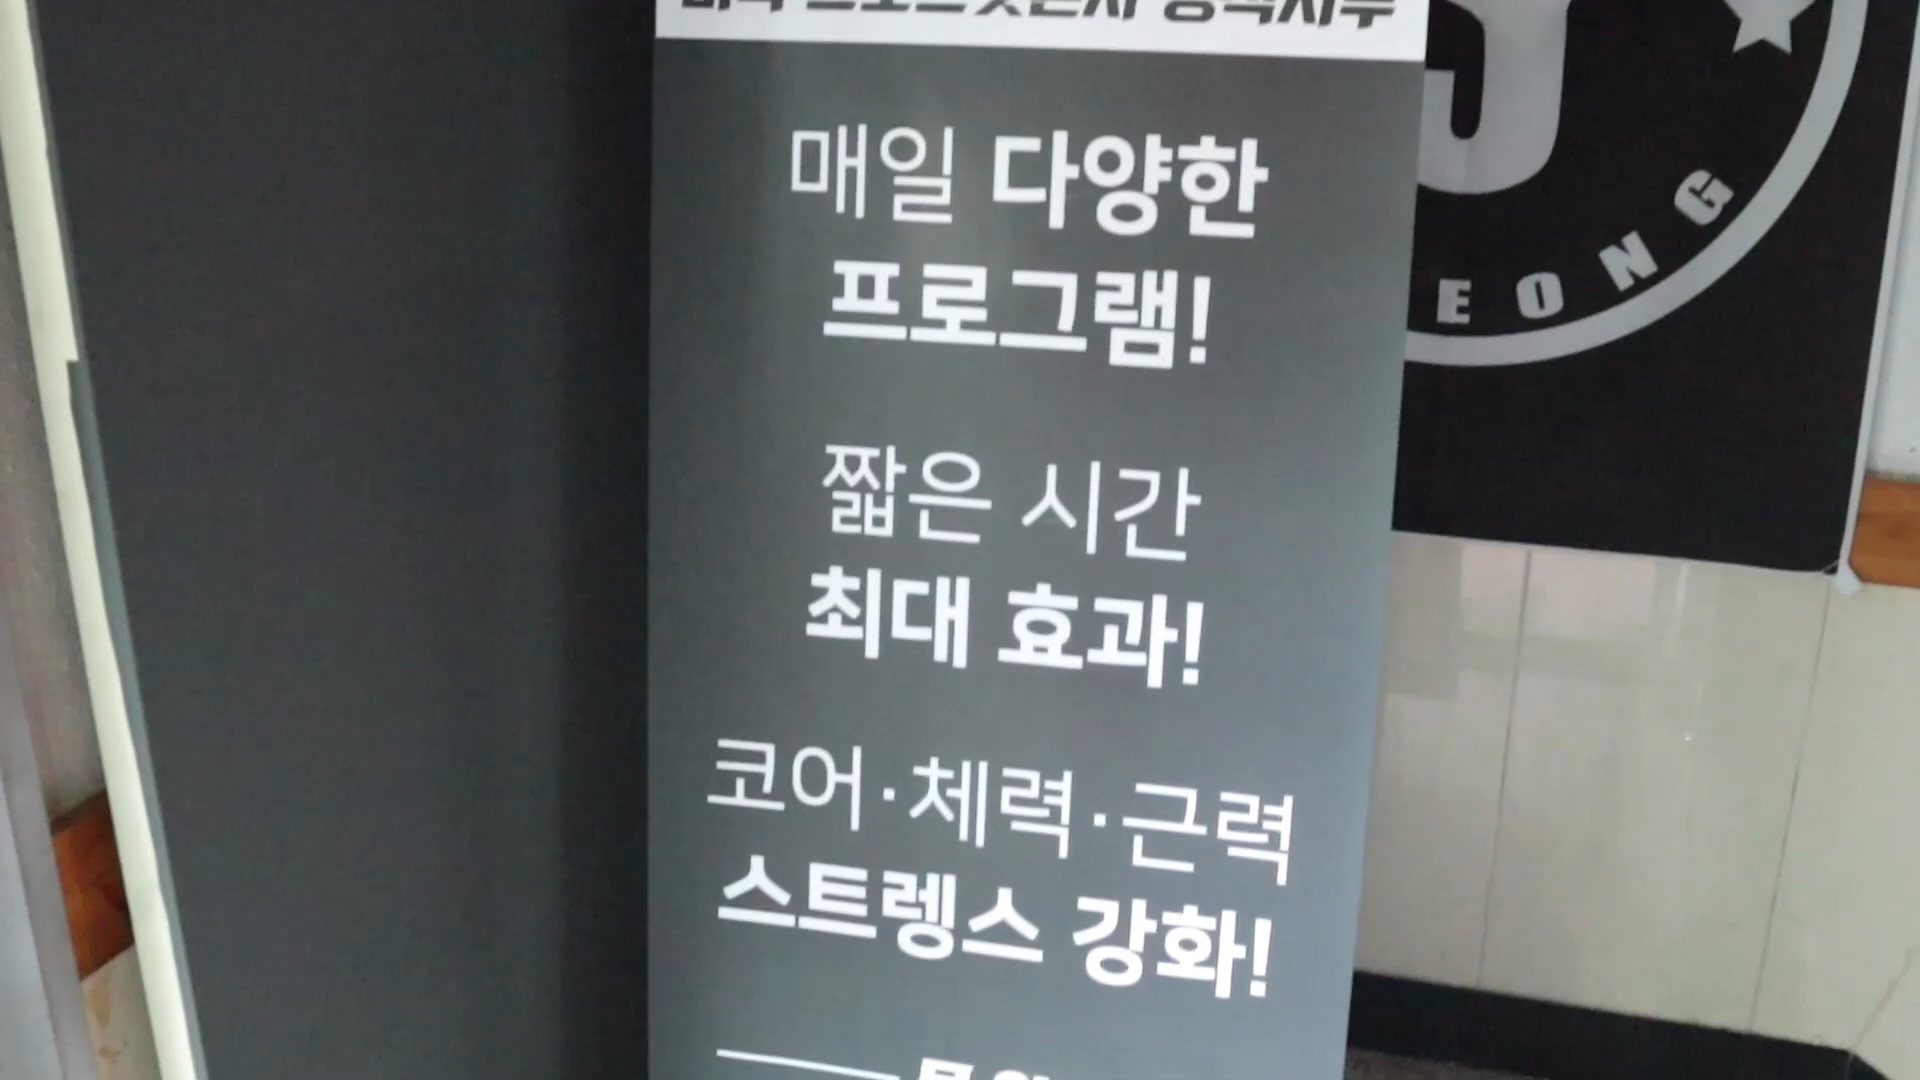 매일 다양한
프로그램!
짧은 시간
최대 효과!
코어·체력·근력
스트렝스 강화!
EONG